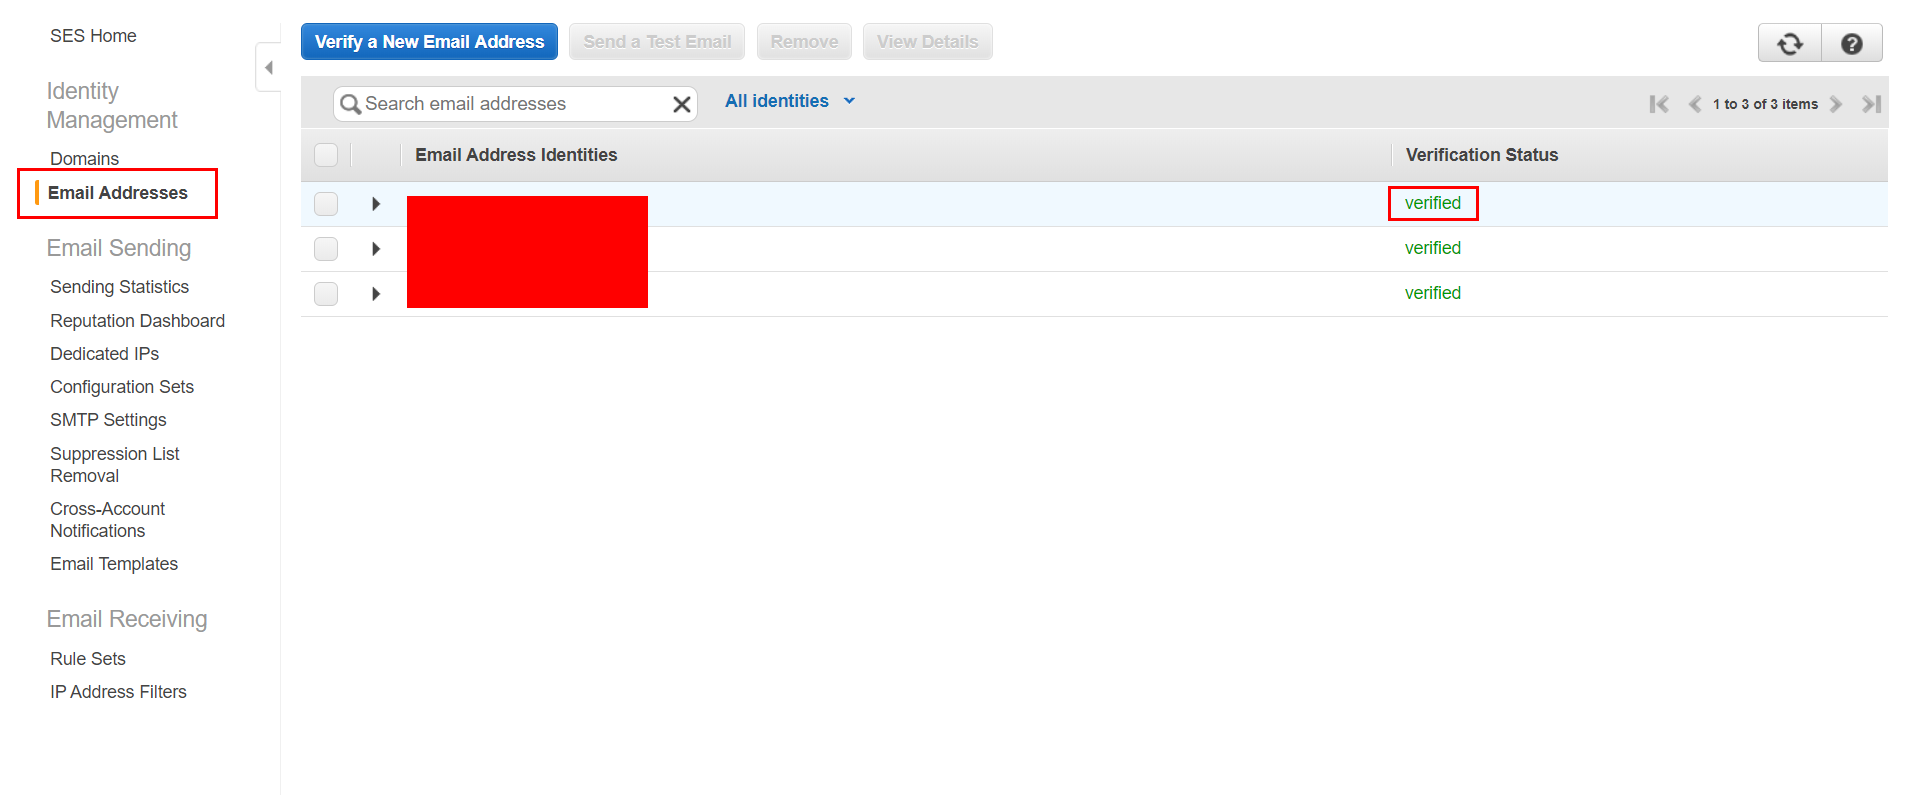 SES Home
Identity
Management
Domains
Email Addresses
Email Sending
Sending Statistics
Reputation Dashboard
Dedicated IPs
Configuration Sets
SMTP Settings
Suppression List
Removal
Cross-Account
Notifications
Email Templates
Email Receiving
Rule Sets
IP Address Filters
Verify a New Email Address Send a Test Email Remove View Details
Search email addresses All identities 1 to 3 of 3 items
Email Address Identities Verification Status
verified
verified
verified